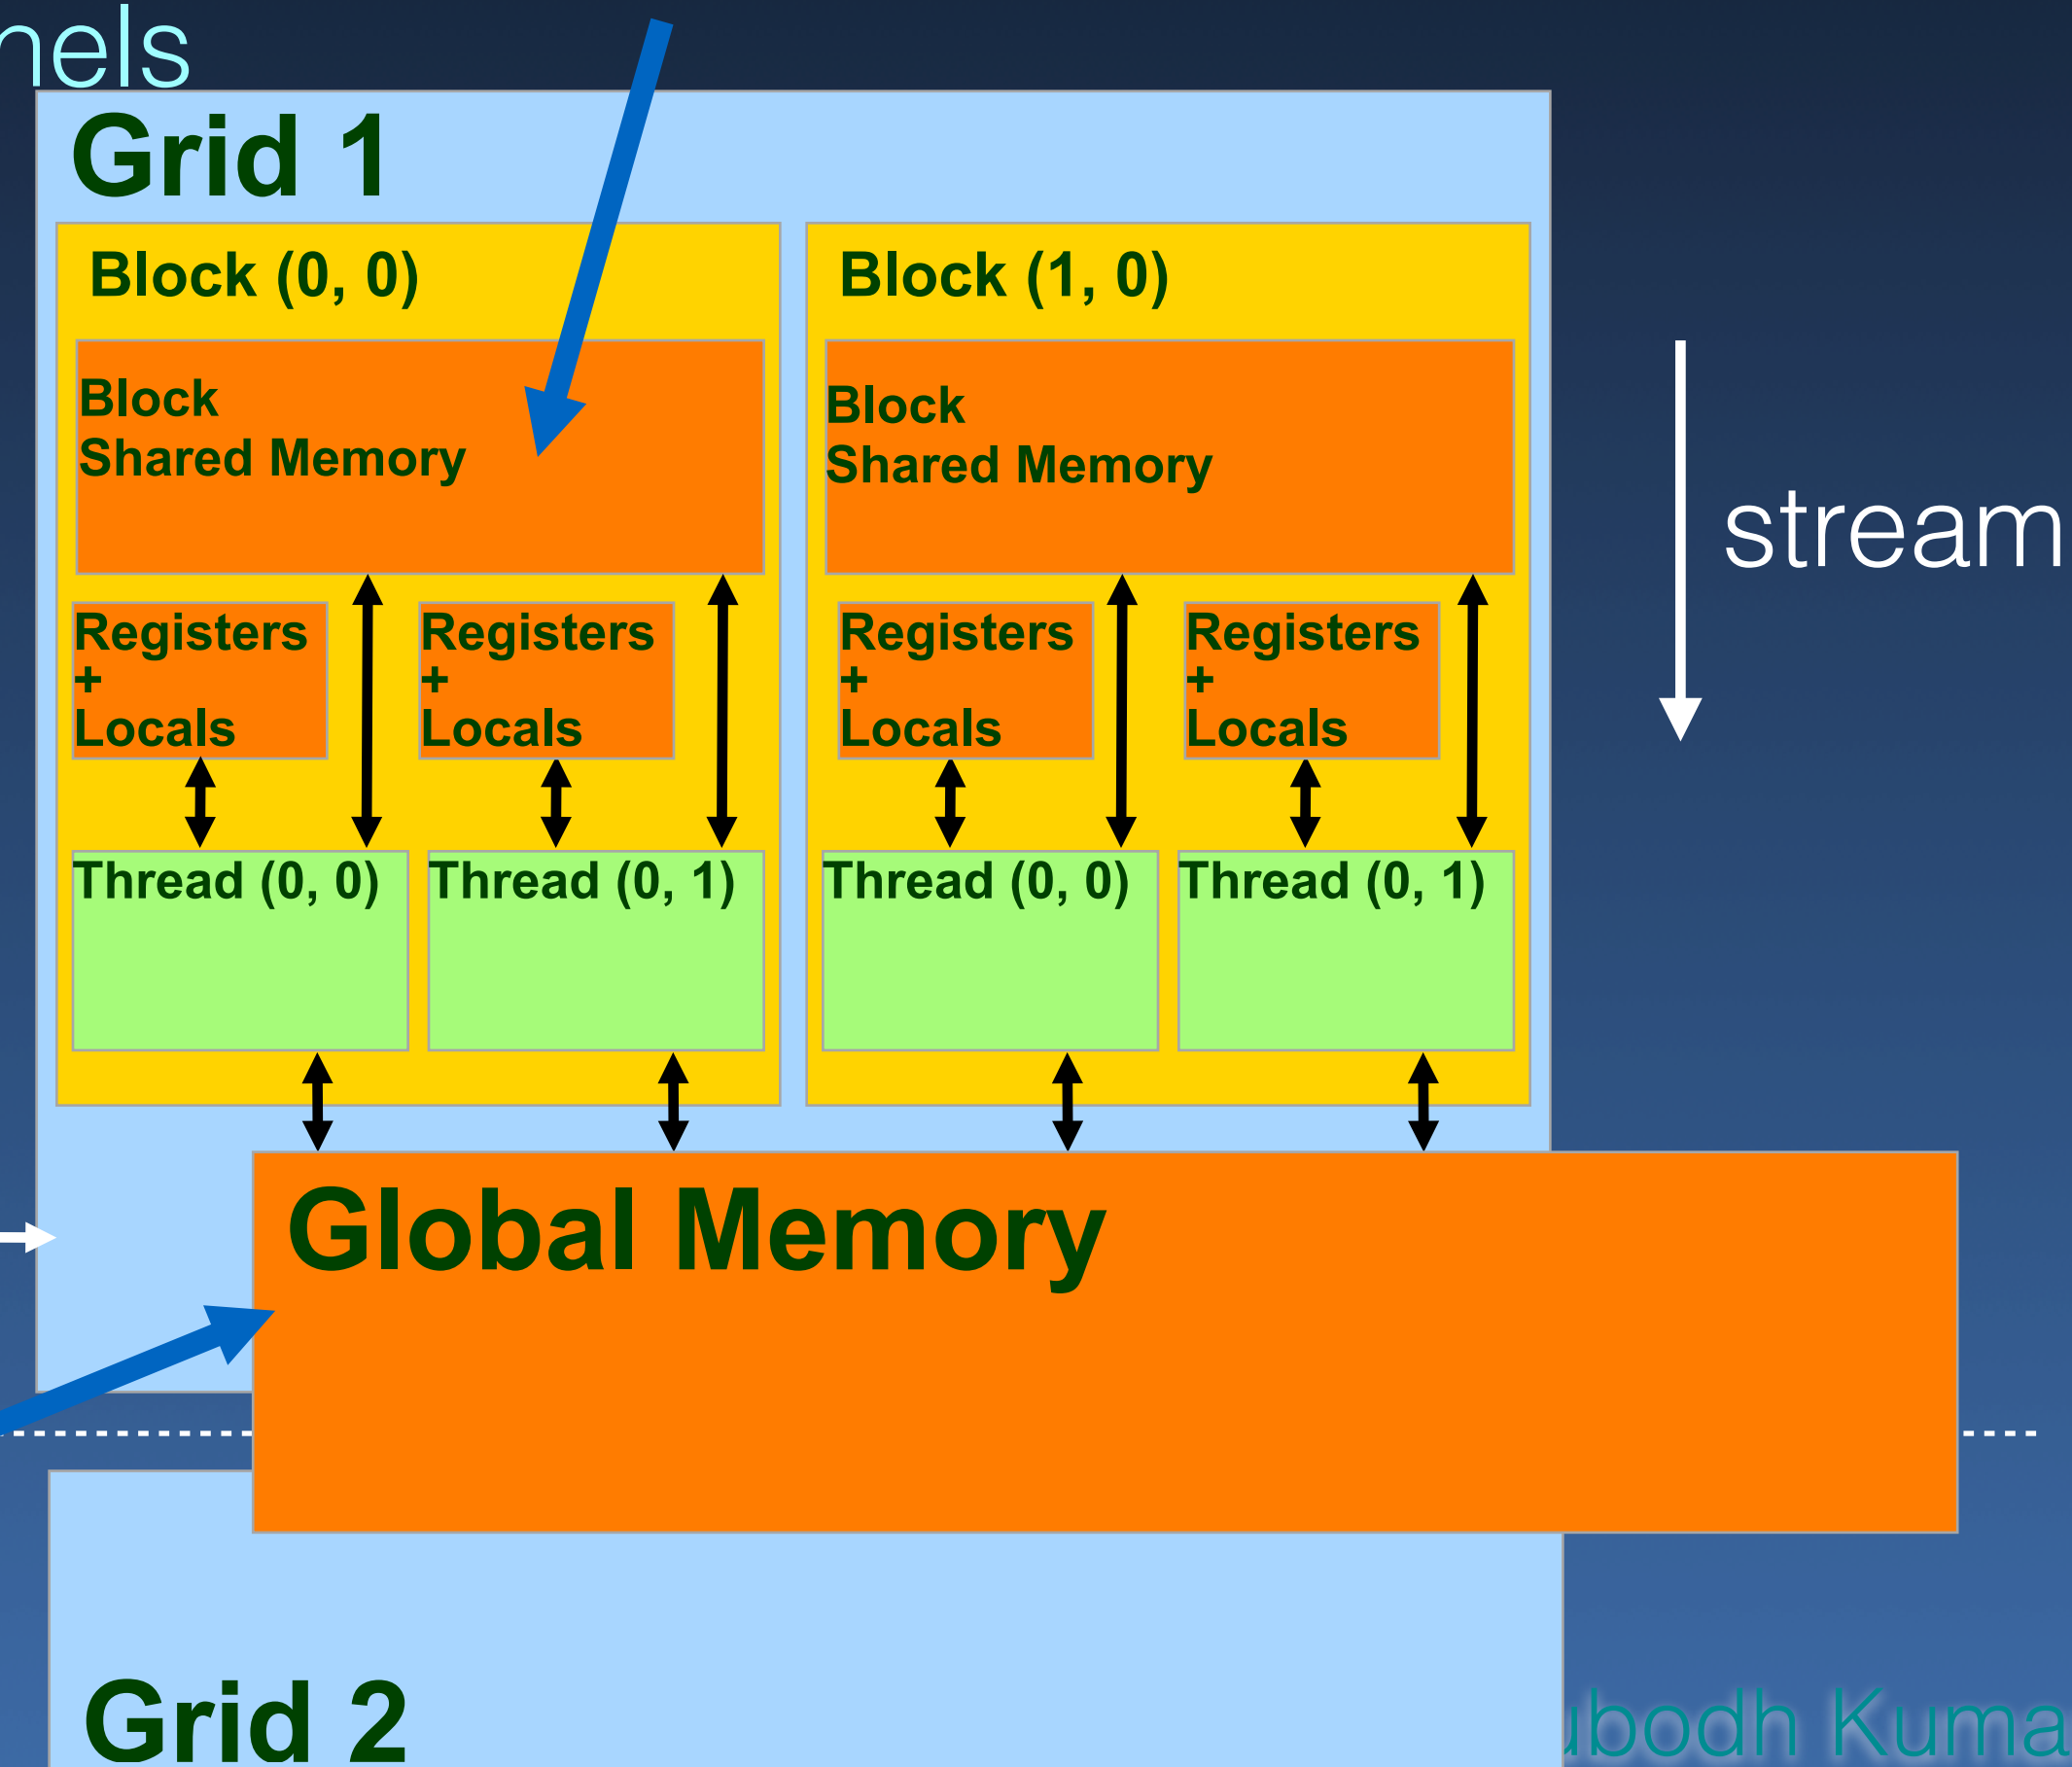 nels
Grid 1
Block (0, 0)
Block
Shared Memory
Registers
+
Locals
Registers
+
Locals
Thread (0, 0)
Thread (0, 1)
Block (1, 0)
Block
Shared Memory
Registers
+
Locals
Registers
+
Locals
Thread (0, 0)
Thread (0, 1)
stream
Global Memory
Grid 2
ubodh Kuma